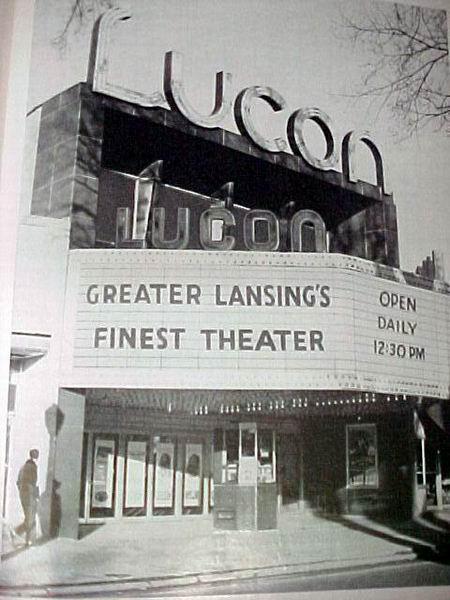 LUCON
LUCON
GREATER LANSING'S
FINEST THEATER
OPEN
DAILY
12:30 PM